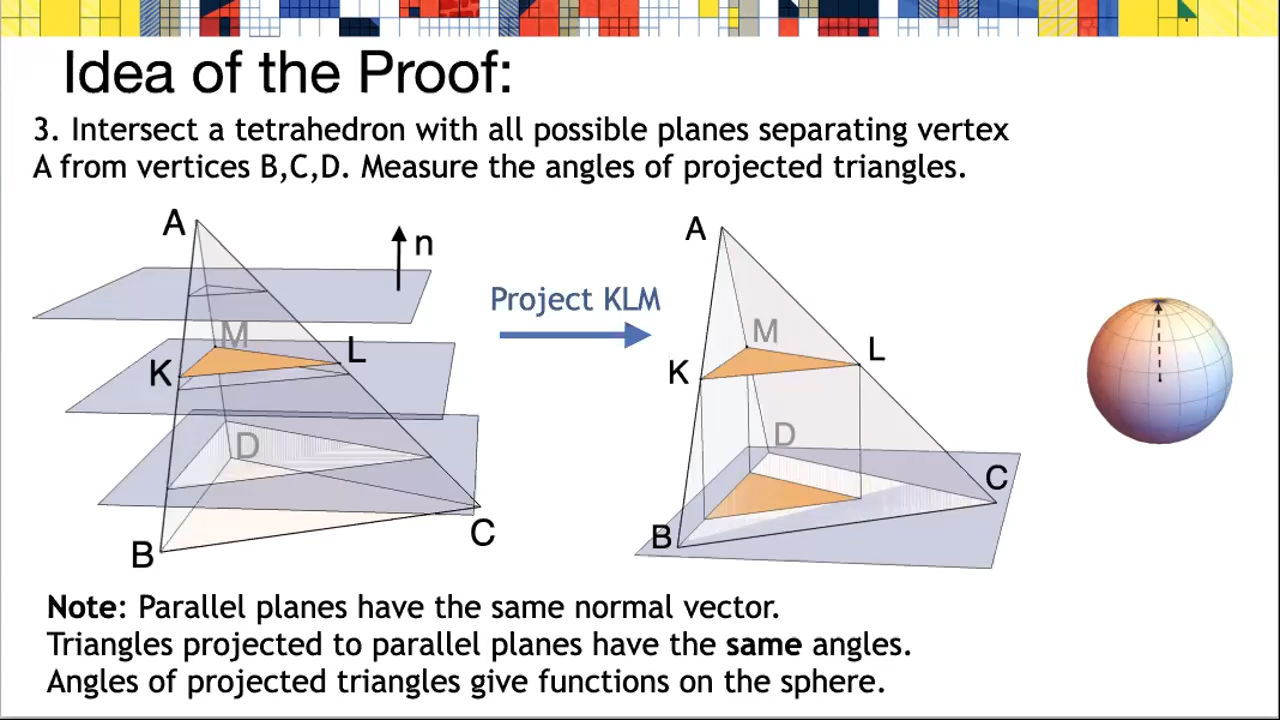 Idea of the Proof:
3. Intersect a tetrahedron with all possible planes separating vertex
A from vertices B,C,D. Measure the angles of projected triangles.
A
n
M
L
K
D
B
C
Project KLM
A
M
L
K
D
C
B
Note: Parallel planes have the same normal vector.
Triangles projected to parallel planes have the same angles.
Angles of projected triangles give functions on the sphere.